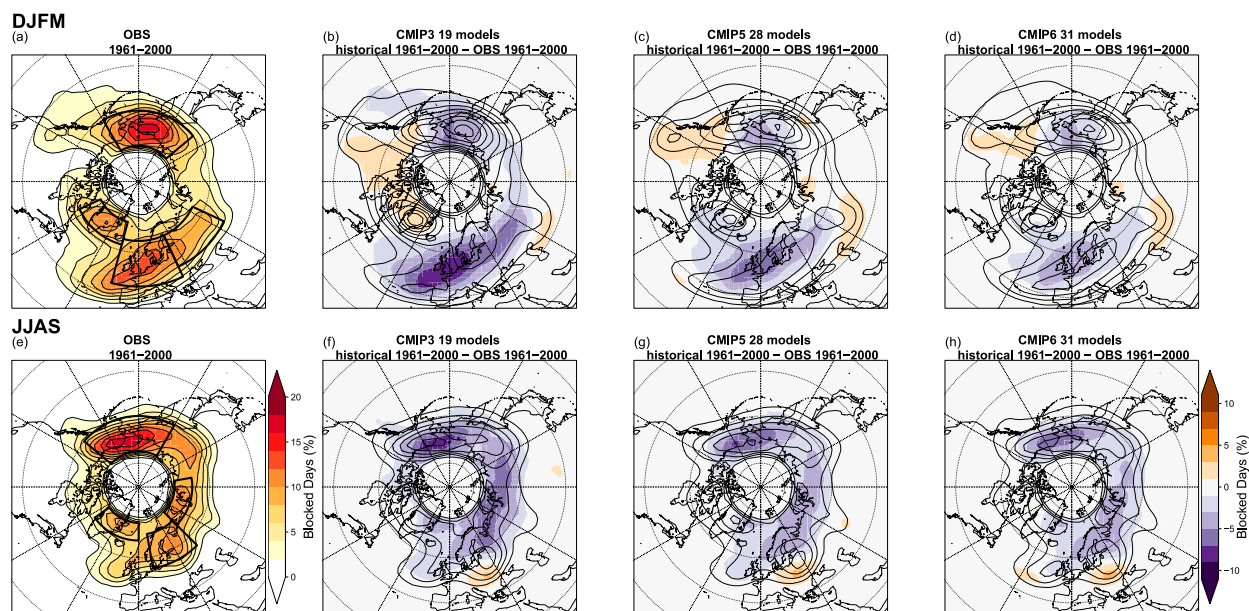 DJFM
(a)
OBS
1961−2000
(b)
CMIP3 19 models
historical 1961−2000 − OBS 1961−2000
(c)
CMIP5 28 models
historical 1961−2000 − OBS 1961−2000
(d)
CMIP6 31 models
historical 1961−2000 − OBS 1961−2000
JJAS
(e)
OBS
1961−2000
(f)
CMIP3 19 models
historical 1961−2000 − OBS 1961−2000
(g)
CMIP5 28 models
historical 1961−2000 − OBS 1961−2000
(h)
CMIP6 31 models
historical 1961−2000 − OBS 1961−2000
20
15
10
5
0
Blocked Days (%)
10
5
0
−5
−10
Blocked Days (%)